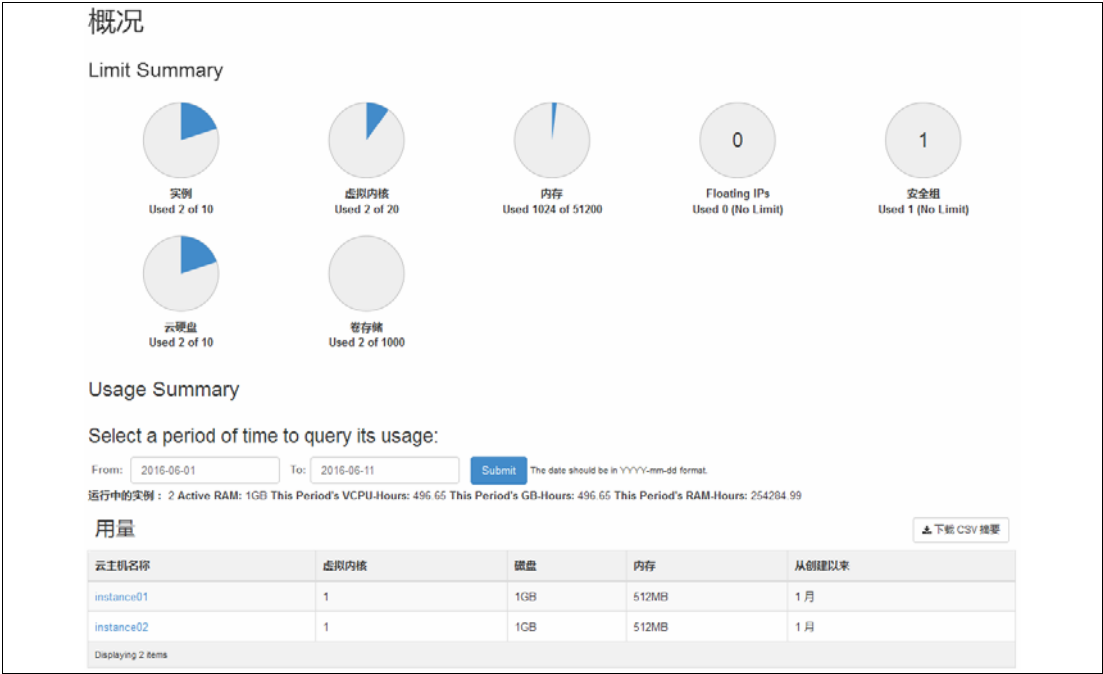 概况
Limit Summary
0
1
实例
Used 2 of 10
虚拟内核
Used 2 of 20
内存
Used 1024 of 51200
Floating IPs
Used 0 (No Limit)
安全组
Used 1 (No Limit)
云硬盘
Used 2 of 10
卷存储
Used 2 of 1000
Usage Summary
Select a period of time to query its usage:
From: 2016-06-01 To: 2016-06-11 Submit The date should be in YYYY-mm-dd format.
运行中的实例： 2 Active RAM: 1GB This Period's VCPU-Hours: 496.65 This Period's GB-Hours: 496.65 This Period's RAM-Hours: 254284.99
用量 下载 CSV 摘要
云主机名称 虚拟内核 磁盘 内存 从创建以来
instance01 1 1GB 512MB 1 月
instance02 1 1GB 512MB 1 月
Displaying 2 items